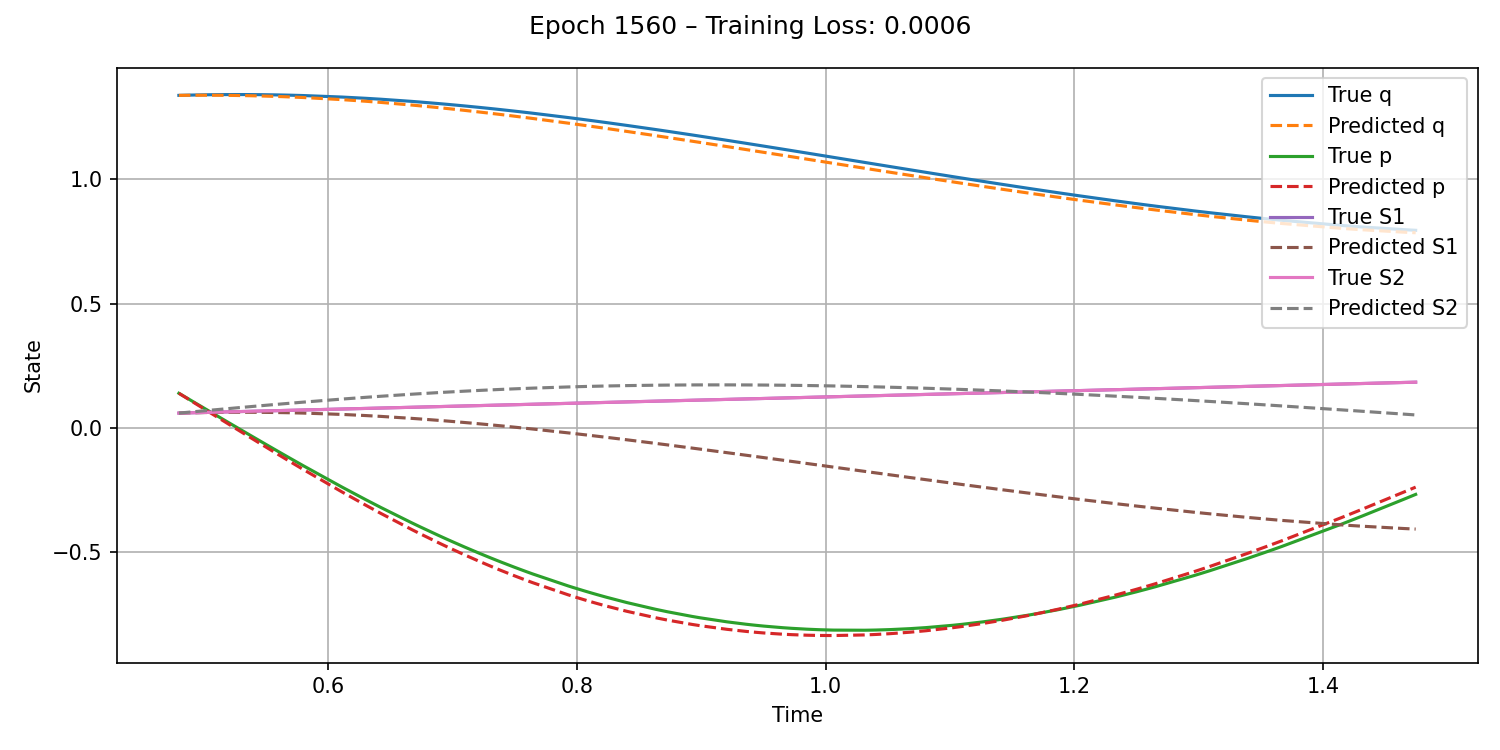 Epoch 1560 – Training Loss: 0.0006
True q
Predicted q
True p
Predicted p
True S1
Predicted S1
True S2
Predicted S2
State
1.0
0.5
0.0
−0.5
0.6
0.8
1.0
1.2
1.4
Time